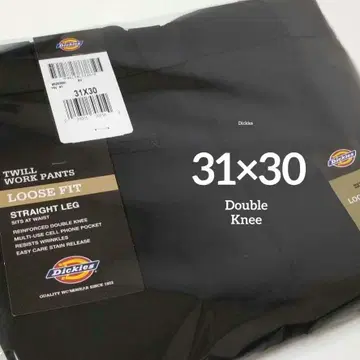 Dickies
31X30
Dickies
31×30
Double
Knee
TWILL
WORK PANTS
LOOSE FIT
STRAIGHT LEG
SITS AT WAIST
REINFORCED DOUBLE KNEE
MULTI-USE CELL PHONE POCKET
RESISTS WRINKLES
EASY CARE STAIN RELEASE
Dickies
QUALITY WORKWEAR SINCE 1922
Dickies